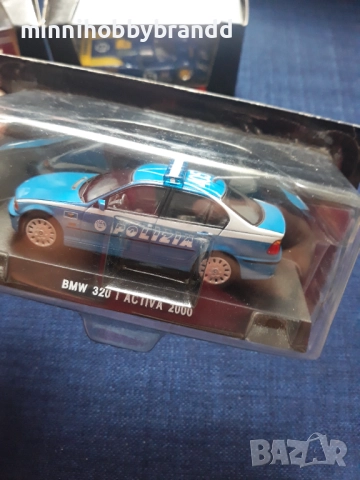 minnihobbybrandd
POLIZIA
BMW 320 I ACTIVA 2000
BAZAR